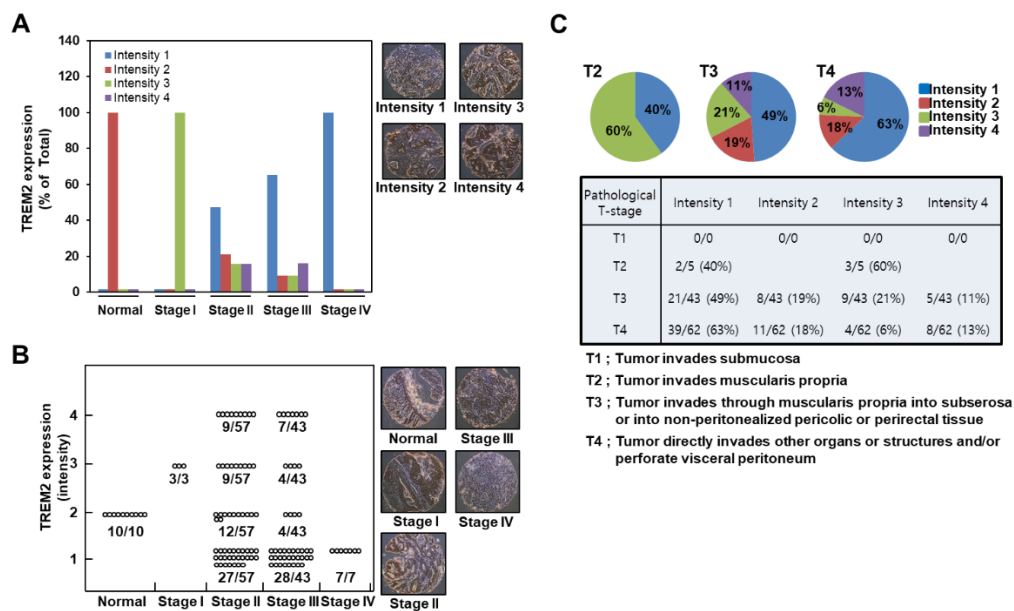 A
TREM2 expression
(% of Total)
140
120
100
80
60
40
20
0
Intensity 1
Intensity 2
Intensity 3
Intensity 4
Normal Stage I Stage II Stage III Stage IV
Intensity 1 Intensity 3
Intensity 2 Intensity 4
B
TREM2 expression
(intensity)
4
3
2
1
9/57 7/43
3/3 9/57 4/43
10/10 12/57 4/43
27/57 28/43 7/7
Normal Stage I Stage II Stage III Stage IV
Normal Stage III
Stage I Stage IV
Stage II
C
T2 T3 T4
40%
60%
11%
21%
49%
19%
13%
6%
18%
63%
Intensity 1
Intensity 2
Intensity 3
Intensity 4
Pathological
T-stage Intensity 1 Intensity 2 Intensity 3 Intensity 4
T1 0/0 0/0 0/0 0/0
T2 2/5 (40%) 3/5 (60%)
T3 21/43 (49%) 8/43 (19%) 9/43 (21%) 5/43 (11%)
T4 39/62 (63%) 11/62 (18%) 4/62 (6%) 8/62 (13%)
T1 ; Tumor invades submucosa
T2 ; Tumor invades muscularis propria
T3 ; Tumor invades through muscularis propria into subserosa
or into non-peritonealized pericolic or perirectal tissue
T4 ; Tumor directly invades other organs or structures and/or
perforate visceral peritoneum